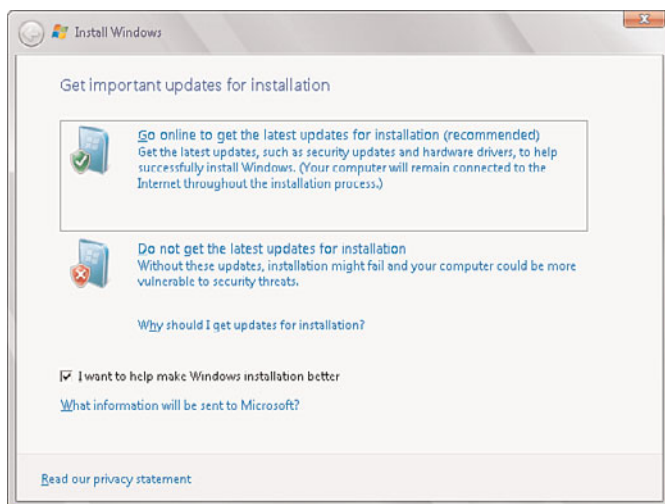 Install Windows
Get important updates for installation
Go online to get the latest updates for installation (recommended)
Get the latest updates, such as security updates and hardware drivers, to help
successfully install Windows. (Your computer will remain connected to the
Internet throughout the installation process.)
Do not get the latest updates for installation
Without these updates, installation might fail and your computer could be more
vulnerable to security threats.
Why should I get updates for installation?
I want to help make Windows installation better
What information will be sent to Microsoft?
Read our privacy statement